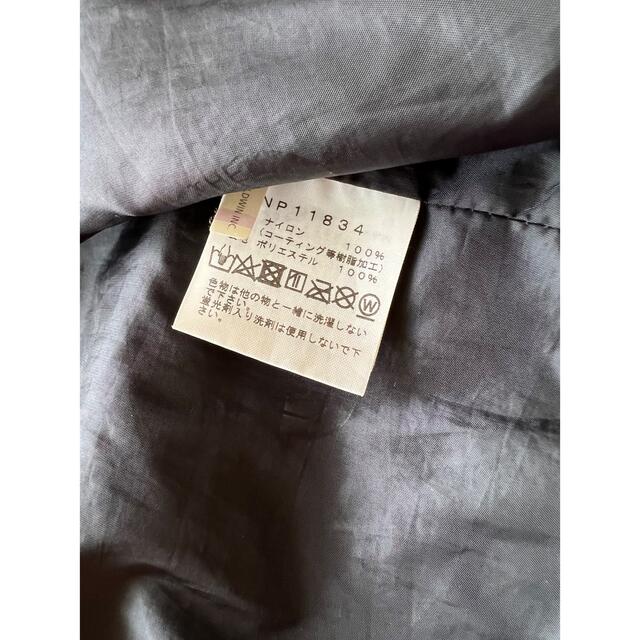 NP11834
ナイロン 100%
(コーティング等樹脂加工)
ポリエステル 100%
W
色物は他の物と一緒に洗濯しない
で下さい。
蛍光剤入り洗剤は使用しないで下
さい。
DWIN INC